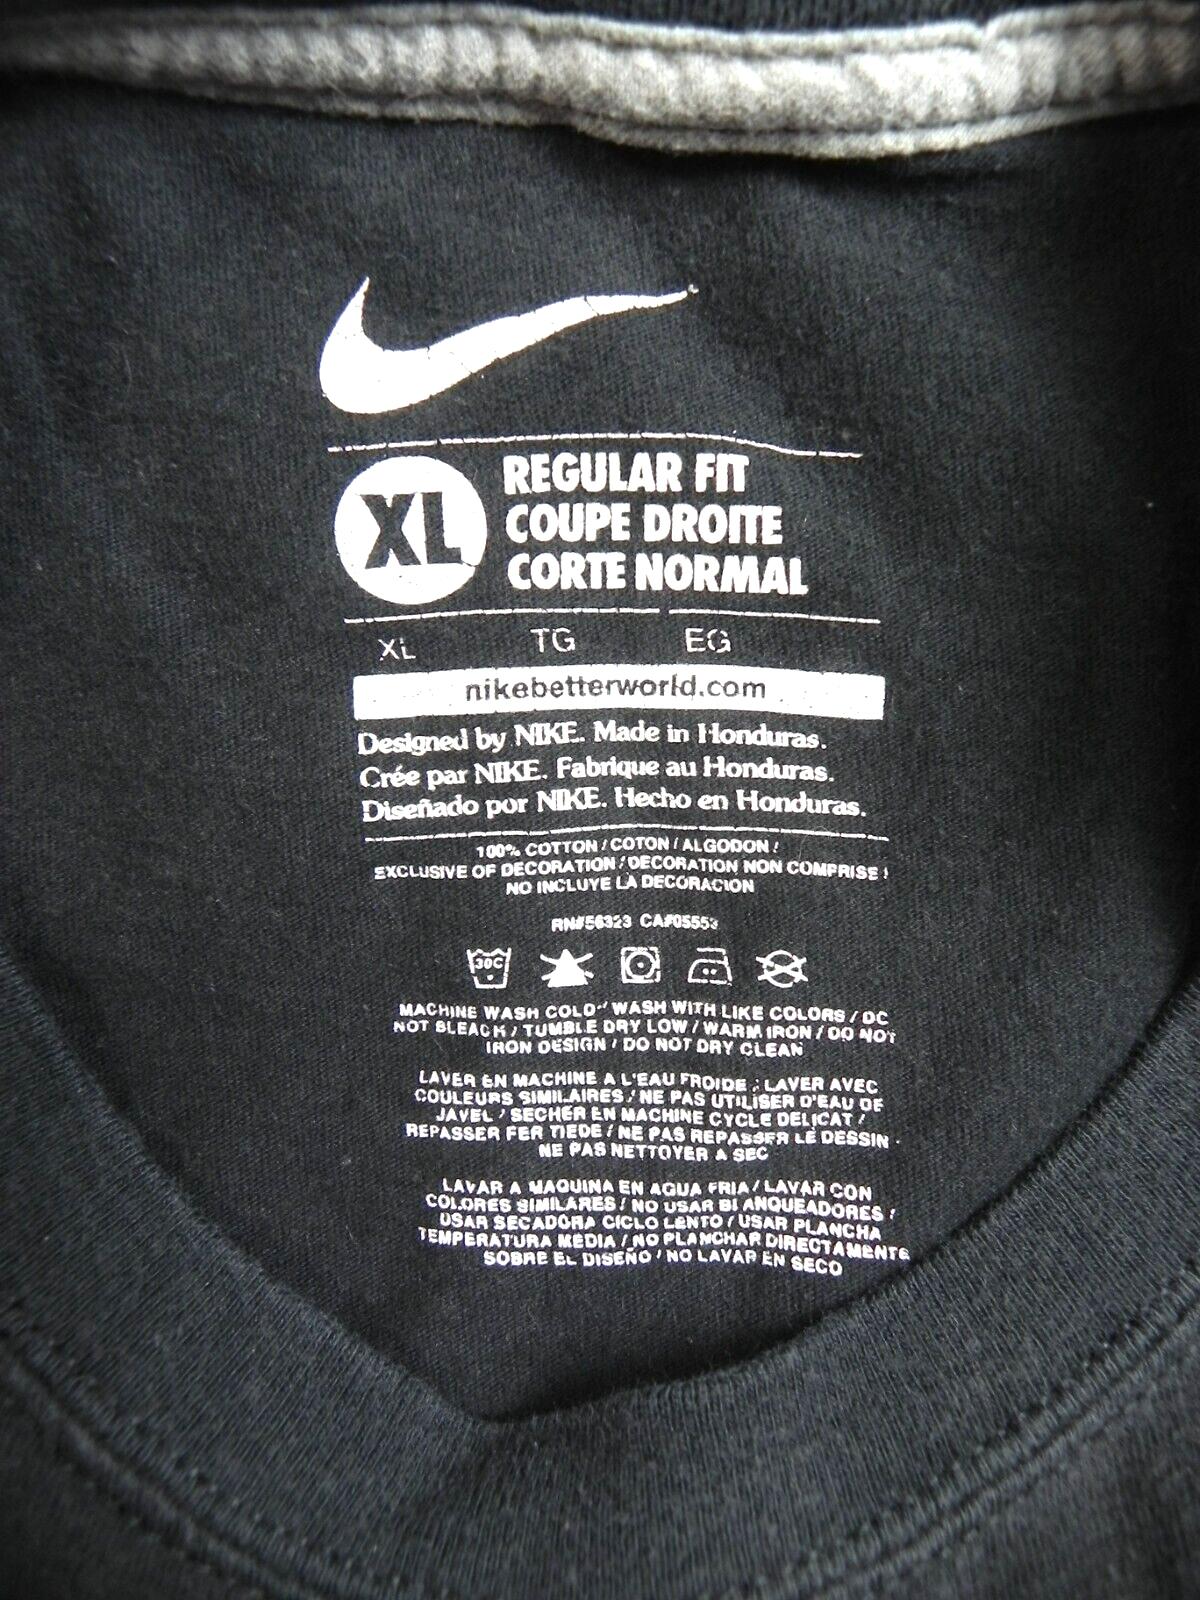 XL
REGULAR FIT
COUPE DROITE
CORTE NORMAL
XL TG EG
nikebetterworld.com
Designed by NIKE. Made in Honduras.
Crée par NIKE. Fabrique au Honduras.
Diseñado por NIKE. Hecho en Honduras.
100% COTTON / COTON / ALGODON /
EXCLUSIVE OF DECORATION / DECORATION NON COMPRISE /
NO INCLUYE LA DECORACION
RN#56323 CA#05553
30C
MACHINE WASH COLD / WASH WITH LIKE COLORS / DO
NOT BLEACH / TUMBLE DRY LOW / WARM IRON / DO NOT
IRON DESIGN / DO NOT DRY CLEAN
LAVER EN MACHINE A L'EAU FROIDE / LAVER AVEC
COULEURS SIMILAIRES / NE PAS UTILISER D'EAU DE
JAVEL / SECHER EN MACHINE CYCLE DELICAT /
REPASSER FER TIEDE / NE PAS REPASSER LE DESSIN /
NE PAS NETTOYER A SEC
LAVAR A MAQUINA EN AGUA FRIA / LAVAR CON
COLORES SIMILARES / NO USAR BLANQUEADORES /
USAR SECADORA CICLO LENTO / USAR PLANCHA
TEMPERATURA MEDIA / NO PLANCHAR DIRECTAMENTE
SOBRE EL DISEÑO / NO LAVAR EN SECO